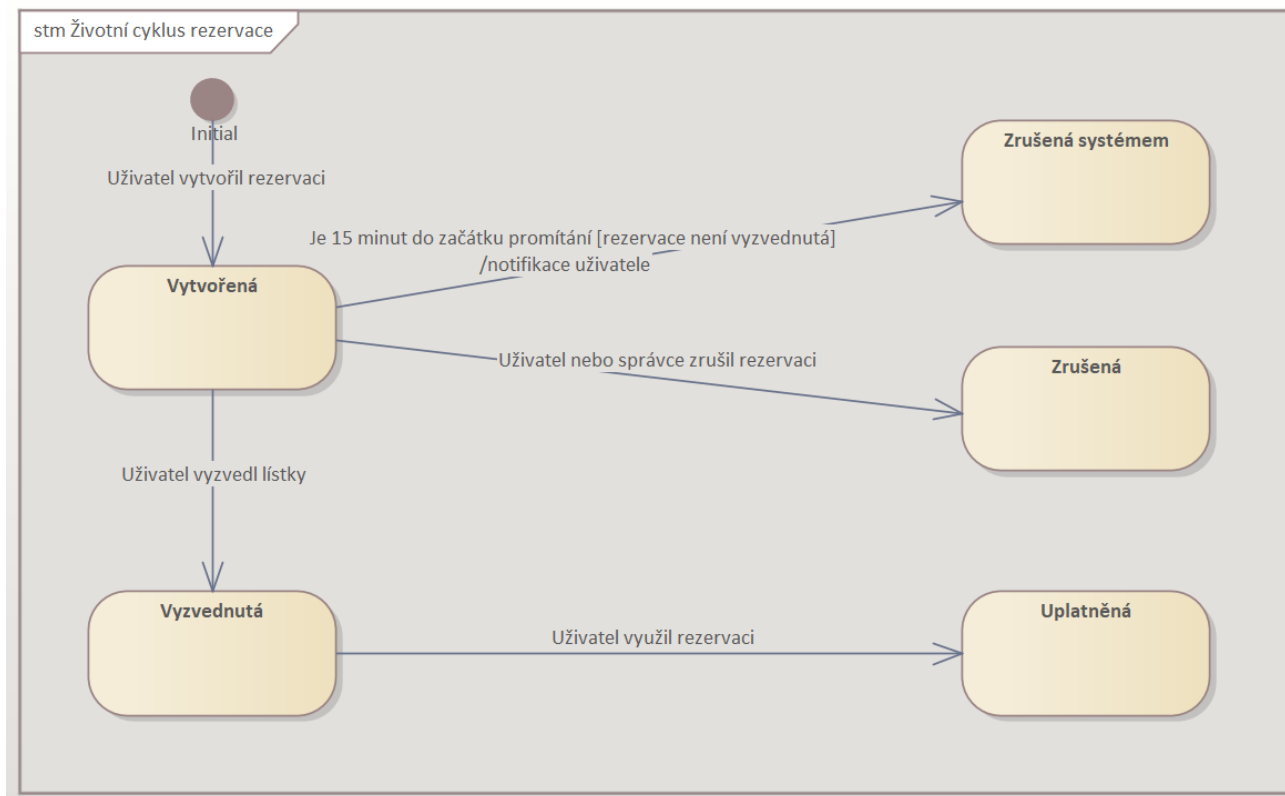 stm Životní cyklus rezervace
Initial
Uživatel vytvořil rezervaci
Zrušená systémem
Je 15 minut do začátku promítání [rezervace není vyzvednutá]
/notifikace uživatele
Vytvořená
Uživatel nebo správce zrušil rezervaci
Zrušená
Uživatel vyzvedl lístky
Vyzvednutá
Uživatel využil rezervaci
Uplatněná